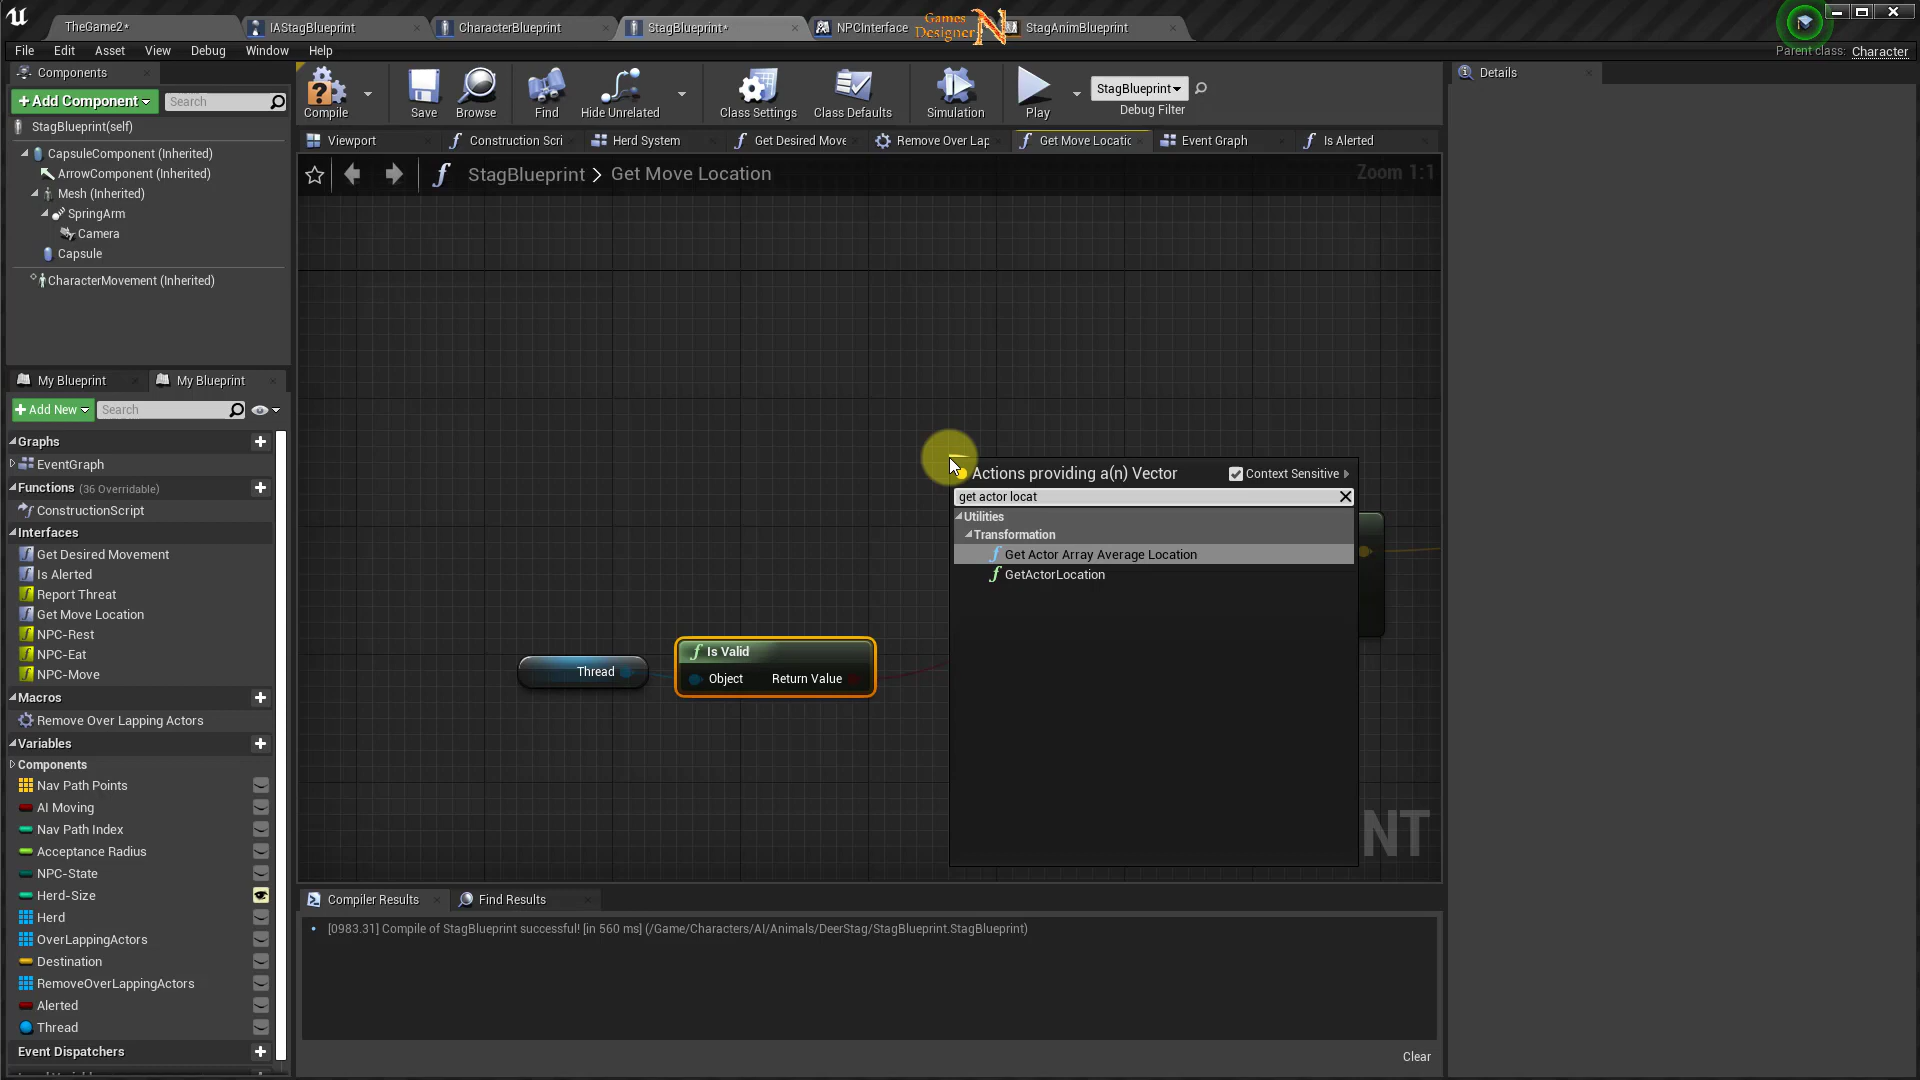 TheGame2*
IAStagBlueprint
CharacterBlueprint
StagBlueprint*
NPCInterface
Games
Designer
StagAnimBlueprint
File
Edit
Asset
View
Debug
Window
Help
Parent class: Character
Components
+Add Component
Search
StagBlueprint(self)
CapsuleComponent (Inherited)
ArrowComponent (Inherited)
Mesh (Inherited)
SpringArm
Camera
Capsule
CharacterMovement (Inherited)
Compile
Save
Browse
Find
Hide Unrelated
Class Settings
Class Defaults
Simulation
Play
StagBlueprint
Debug Filter
Details
Viewport
Construction Scri
Herd System
Get Desired Move
Remove Over Lap
Get Move Locatic
Event Graph
Is Alerted
StagBlueprint > Get Move Location
Zoom 1:1
My Blueprint
My Blueprint
+Add New
Search
Graphs
EventGraph
Functions (36 Overridable)
ConstructionScript
Interfaces
Get Desired Movement
Is Alerted
Report Threat
Get Move Location
NPC-Rest
NPC-Eat
NPC-Move
Macros
Remove Over Lapping Actors
Variables
Components
Nav Path Points
AI Moving
Nav Path Index
Acceptance Radius
NPC-State
Herd-Size
Herd
OverLappingActors
Destination
RemoveOverLappingActors
Alerted
Thread
Event Dispatchers
Actions providing a(n) Vector
Context Sensitive
get actor locat
Utilities
Transformation
Get Actor Array Average Location
GetActorLocation
Thread
Is Valid
Object
Return Value
NT
Compiler Results
Find Results
[0983.31] Compile of StagBlueprint successful! [in 560 ms] (/Game/Characters/AI/Animals/DeerStag/StagBlueprint.StagBlueprint)
Clear